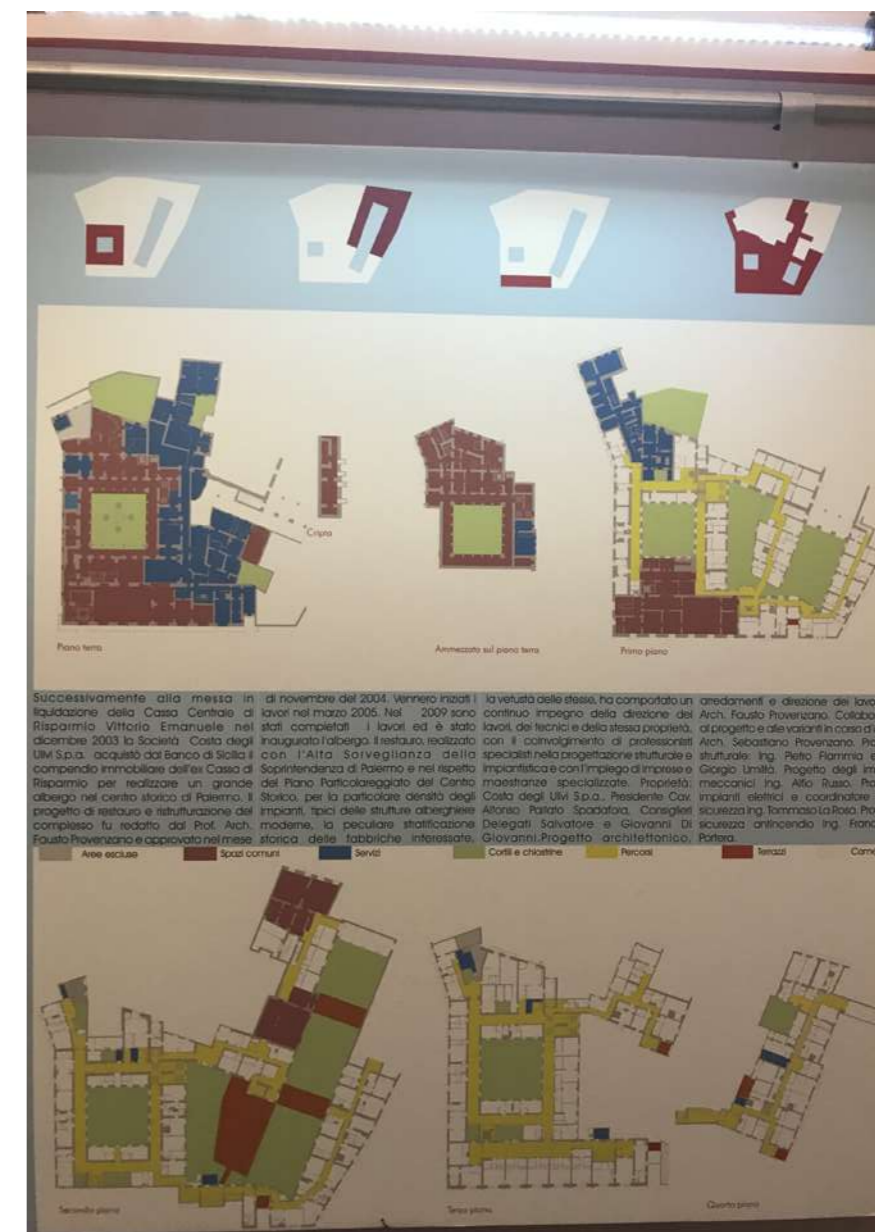 Cripta
Piano terra
Ammezzato sul piano terra
Primo piano
Successivamente alla messa in
liquidazione della Cassa Centrale di
Risparmio Vittorio Emanuele nel
dicembre 2003 la Società Costa degli
Ulivi S.p.a. acquistò dal Banco di Sicilia il
compendio immobiliare dell'ex Cassa di
Risparmio per realizzare un grande
albergo nel centro storico di Palermo. Il
progetto di restauro e ristrutturazione del
complesso fu redatto dal Prof. Arch.
Fausto Provenzano e approvato nel mese
di novembre del 2004. Vennero iniziati i
lavori nel marzo 2005. Nel 2009 sono
stati completati i lavori ed è stato
inaugurato l'albergo. Il restauro, realizzato
con l'Alta Sorveglianza della
Soprintendenza di Palermo e nel rispetto
del Piano Particolareggiato del Centro
Storico, per la particolare densità degli
impianti, tipici delle strutture alberghiere
moderne, la peculiare stratificazione
storica delle fabbriche interessate,
la vetustà delle stesse, ha comportato un
continuo impegno della direzione dei
lavori, dei tecnici e della stessa proprietà,
con il coinvolgimento di professionisti
specialisti nella progettazione strutturale e
impiantistica e con l'impiego di imprese e
maestranze specializzate. Proprietà:
Costa degli Ulivi S.p.a., Presidente Cav.
Alfonso Pallato Spadafora, Consiglieri
Delegati Salvatore e Giovanni Di
Giovanni.Progetto architettonico,
arredamenti e direzione dei lavo
Arch. Fausto Provenzano. Collabo
al progetto e alle varianti in corso d'
Arch. Sebastiano Provenzano. Pro
strutturale: Ing. Pietro Fiammia e
Giorgio Umiltà. Progetto degli im
meccanici Ing. Alfio Russo. Pro
impianti elettrici e coordinatore
sicurezza Ing. Tommaso La Rosa. Pro
sicurezza antincendio Ing. Franc
Portera.
Aree escluse
Spazi comuni
Servizi
Cortili e chiostrine
Percorsi
Terrazzi
Came
Secondo piano
Terzo piano
Quarto piano